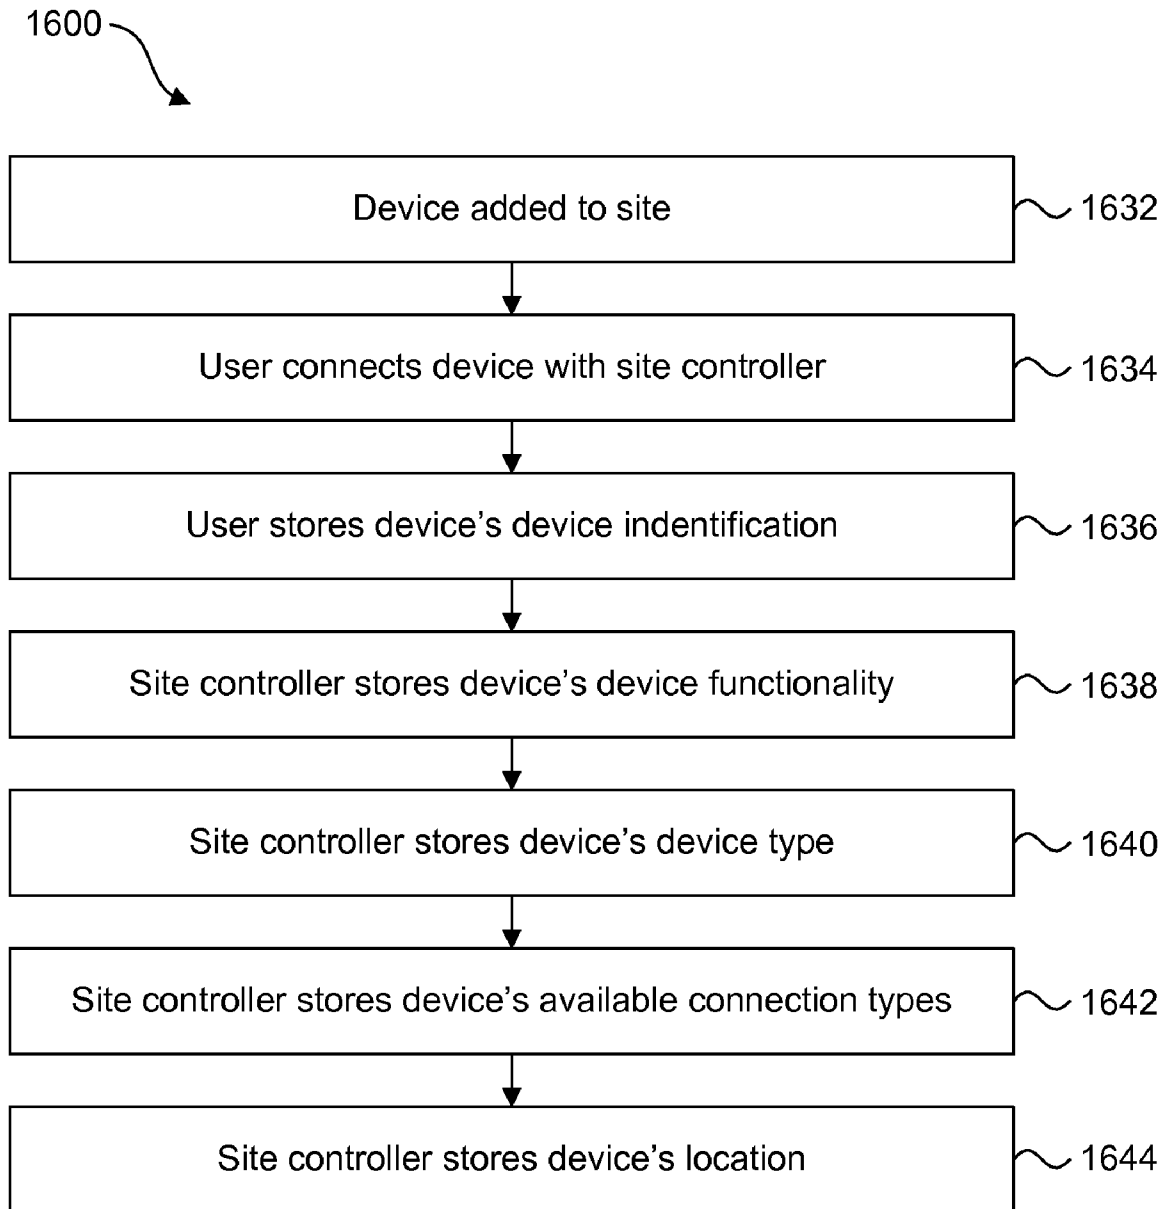 1600
Device added to site
1632
User connects device with site controller
1634
User stores device’s device indentification
1636
Site controller stores device’s device functionality
1638
Site controller stores device’s device type
1640
Site controller stores device’s available connection types
1642
Site controller stores device’s location
1644